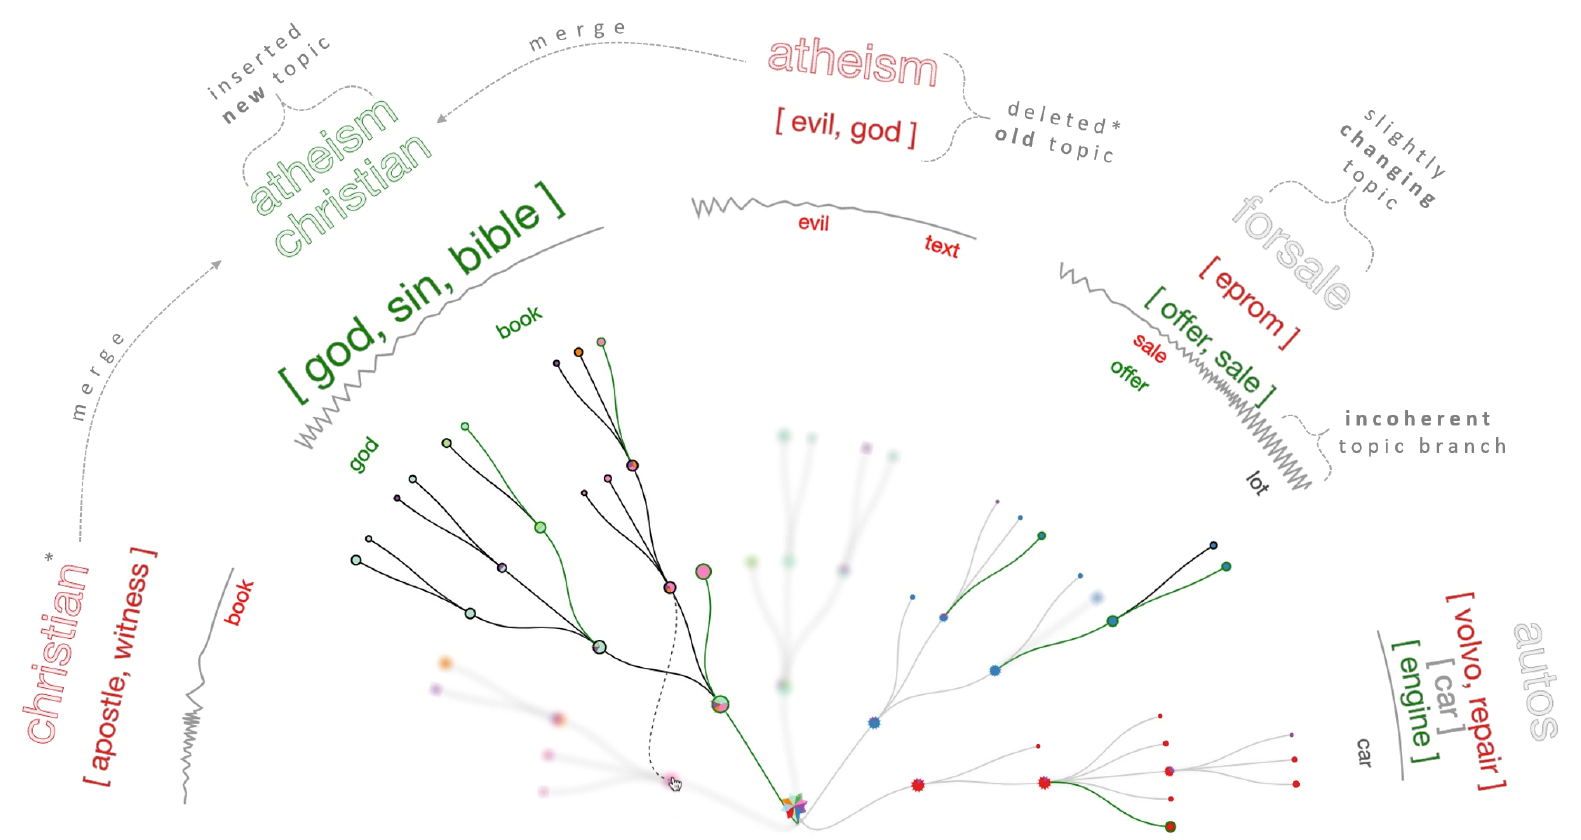 merge
inserted
new topic
atheism
christian
[ god, sin, bible ]
book
god
atheism
[ evil, god ]
deleted*
old topic
evil
text
slightly
changing
topic
forsale
[ eprom ]
[ offer, sale ]
sale
offer
incoherent
topic branch
lot
merge
christian*
[ apostle, witness ]
book
autos
[ volvo, repair ]
[ car ]
[ engine ]
car